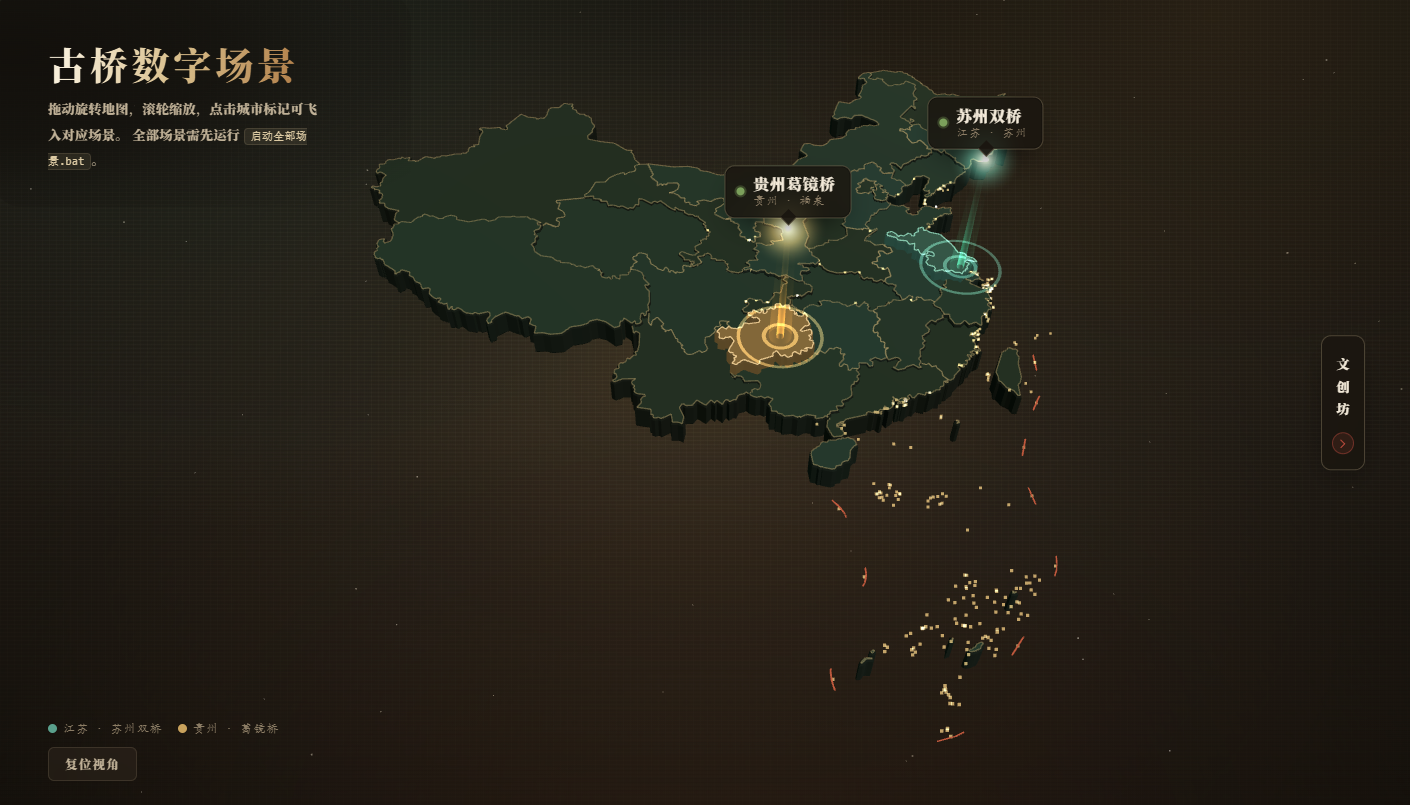 古桥数字场景
拖动旋转地图，滚轮缩放，点击城市标记可飞
入对应场景。 全部场景需先运行 启动全部场
景.bat 。
苏州双桥
江苏 · 苏州
贵州葛镜桥
贵州 · 福泉
文
创
坊
江苏 · 苏州双桥
贵州 · 葛镜桥
复位视角